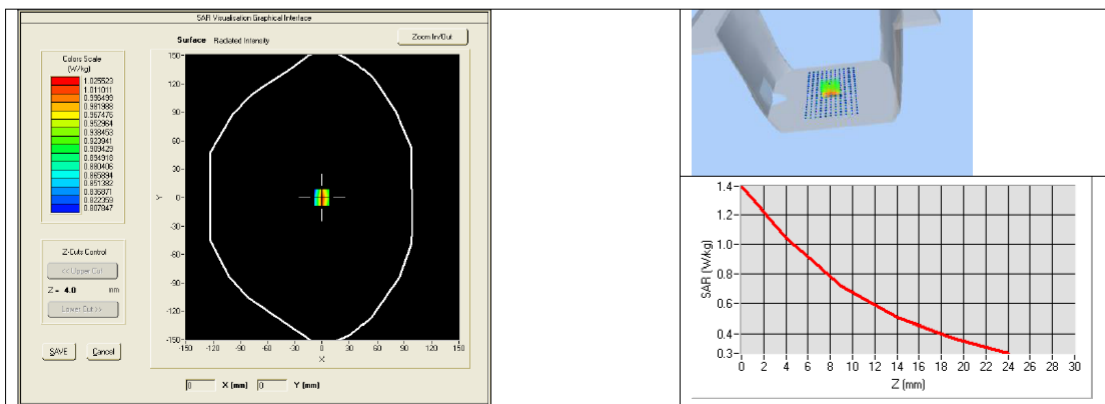 SAR Visualisation Graphical Interface
Surface Radiated Intensity
Zoom In/Out
Colors Scale
(W/kg)
1.025523
1.011011
0.996499
0.981988
0.967476
0.952964
0.938453
0.923941
0.909429
0.894918
0.880406
0.865894
0.851382
0.836871
0.822359
0.807847
Z-Cuts Control
<< Upper Cut
Z = 4.0 mm
Lower Cut >>
SAVE Cancel
150
120
90
60
30
0
-30
-60
-90
-120
-150
Y
-150 -120 -90 -60 -30 0 30 60 90 120 150
X
0 X (mm) 0 Y (mm)
1.4
1.2
1.0
0.8
0.6
0.4
0.3
SAR (W/kg)
0 2 4 6 8 10 12 14 16 18 20 22 24 26 28 30
Z (mm)